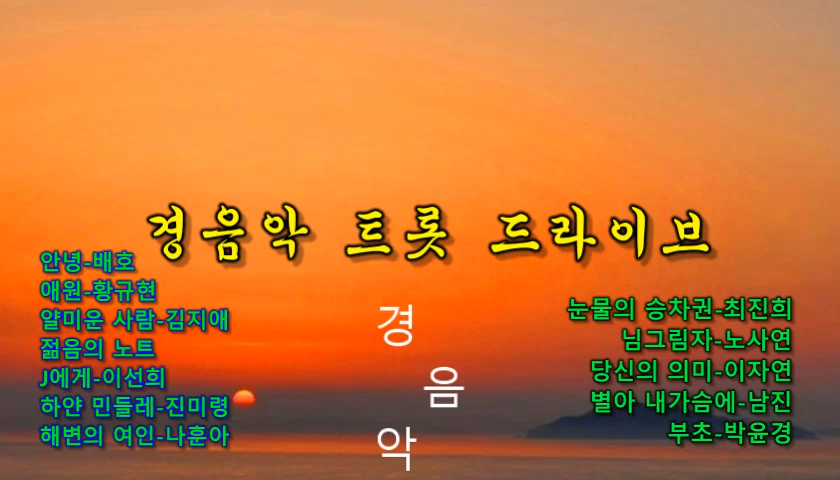 경음악 트롯 드라이브
안녕-배호
애원-황규현
얄미운 사람-김지애
젊음의 노트
J에게-이선희
하얀 민들레-진미령
해변의 여인-나훈아
경
음
악
눈물의 승차권-최진희
님그림자-노사연
당신의 의미-이자연
별아 내가슴에-남진
부초-박윤경